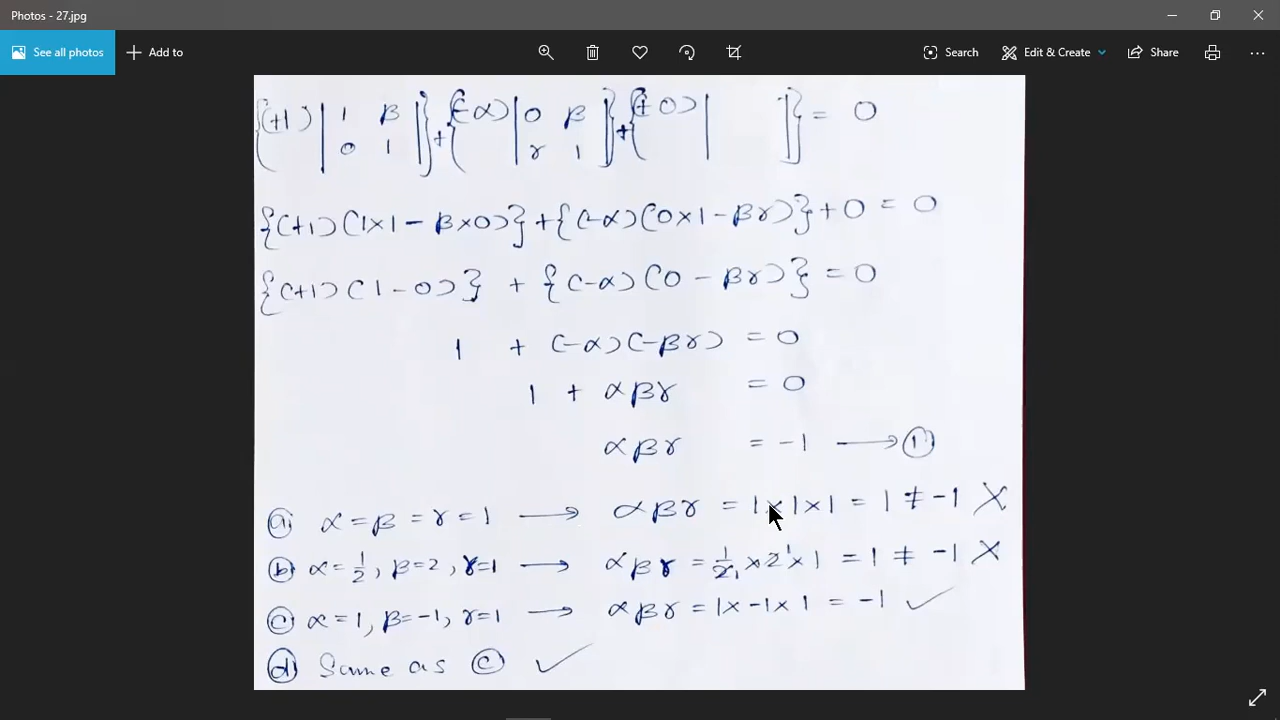 Photos - 27.jpg
See all photos
Add to
Search
Edit & Create
Share
{(+1) | 1 β | 0 1 |} + {(-α) | 0 β | γ 1 |} + {(+0) | |} = 0
{(+1)(1×1 - β×0)} + {(-α)(0×1 - βγ)} + 0 = 0
{(+1)(1-0)} + {(-α)(0 - βγ)} = 0
1 + (-α)(-βγ) = 0
1 + αβγ = 0
αβγ = -1 ⟶ ①
ⓐ α = β = γ = 1 ⟶ αβγ = 1×1×1 = 1 ≠ -1 ✗
ⓑ α = 1/2, β = 2, γ = 1 ⟶ αβγ = 1/2 × 2 × 1 = 1 ≠ -1 ✗
ⓒ α = 1, β = -1, γ = 1 ⟶ αβγ = 1× -1× 1 = -1 ✓
ⓓ Same as ⓒ ✓